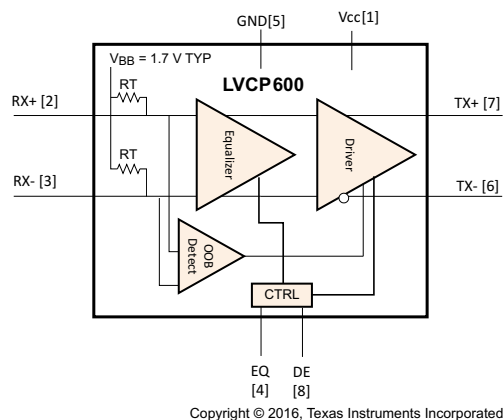 GND[5]
Vcc[1]
VBB = 1.7 V TYP
LVCP600
RT
RX+ [2]
TX+ [7]
Equalizer
Driver
RT
RX- [3]
TX- [6]
OOB
Detect
CTRL
EQ
[4]
DE
[8]
Copyright © 2016, Texas Instruments Incorporated